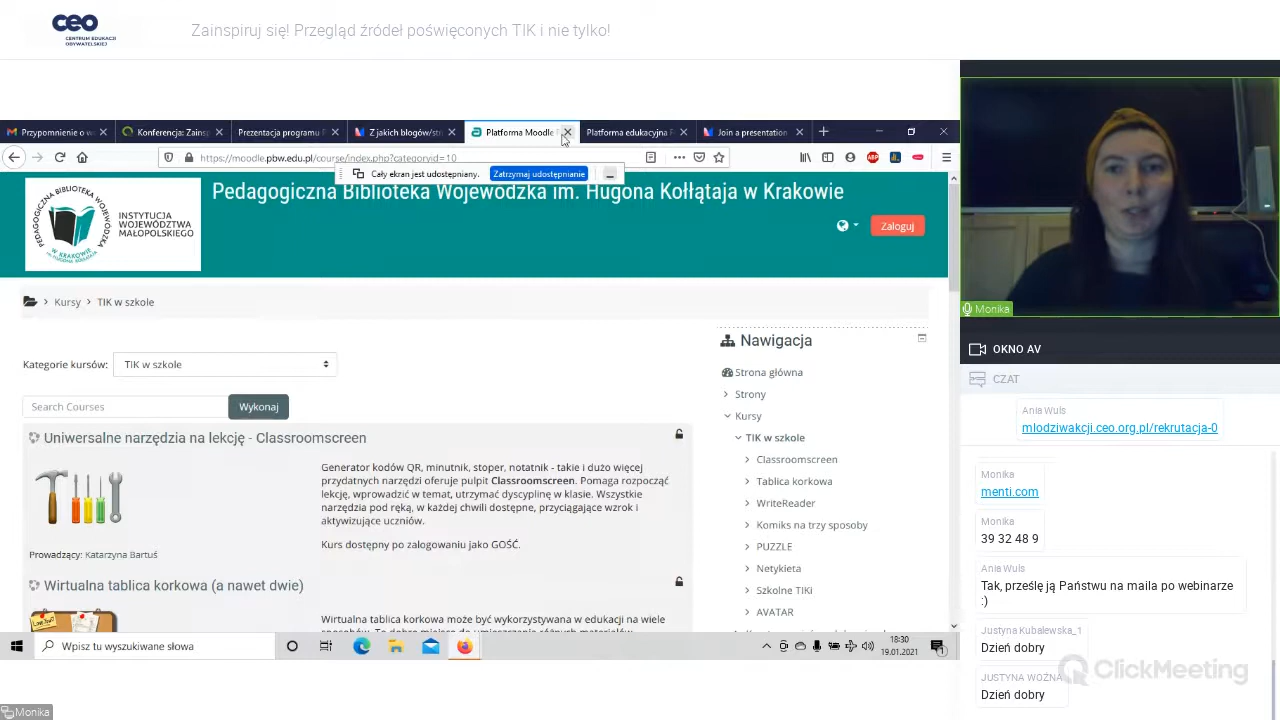 ceo
CENTRUM EDUKACJI
OBYWATELSKIEJ
Zainspiruj się! Przegląd źródeł poświęconych TIK i nie tylko!
Przypomnienie o w
Konferencja: Zains
Prezentacja programu P
Z jakich blogów/str
Platforma Moodle
Platforma edukacyjna P
Join a presentation
https://moodle.pbw.edu.pl/course/index.php?categoryid=10
ABP
Cały ekran jest udostępniany.
Zatrzymaj udostępnianie
PEDAGOGICZNA BIBLIOTEKA WOJEWÓDZKA
W KRAKOWIE
IM. HUGONA KOŁŁĄTAJA
INSTYTUCJA
WOJEWÓDZTWA
MAŁOPOLSKIEGO
Pedagogiczna Biblioteka Wojewódzka im. Hugona Kołłątaja w Krakowie
Zaloguj
Kursy
TIK w szkole
Kategorie kursów:
TIK w szkole
Search Courses
Wykonaj
Uniwersalne narzędzia na lekcję - Classroomscreen
Generator kodów QR, minutnik, stoper, notatnik - takie i dużo więcej
przydatnych narzędzi oferuje pulpit Classroomscreen. Pomaga rozpocząć
lekcję, wprowadzić w temat, utrzymać dyscyplinę w klasie. Wszystkie
narzędzia pod ręką, w każdej chwili dostępne, przyciągające wzrok i
aktywizujące uczniów.
Kurs dostępny po zalogowaniu jako GOŚĆ.
Prowadzący: Katarzyna Bartuś
Wirtualna tablica korkowa (a nawet dwie)
Wirtualna tablica korkowa może być wykorzystywana w edukacji na wiele
Nawigacja
Strona główna
Strony
Kursy
TIK w szkole
Classroomscreen
Tablica korkowa
WriteReader
Komiks na trzy sposoby
PUZZLE
Netykieta
Szkolne TIKi
AVATAR
Wpisz tu wyszukiwane słowa
18:30
19.01.2021
1
Monika
Monika
OKNO AV
CZAT
Ania Wuls
mlodziwakcji.ceo.org.pl/rekrutacja-0
Monika
menti.com
Monika
39 32 48 9
Ania Wuls
Tak, prześlę ją Państwu na maila po webinarze
:)
Justyna Kubalewska_1
Dzień dobry
JUSTYNA WOŹNA
Dzień dobry
ClickMeeting